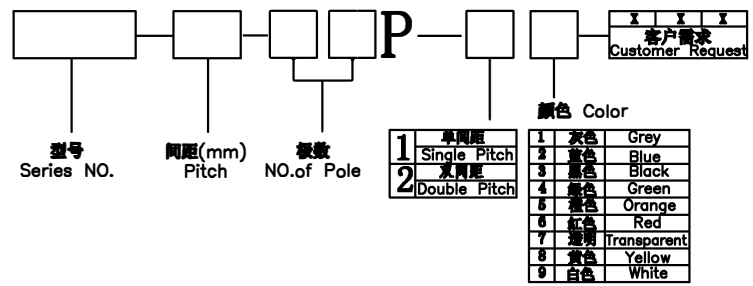 X X X
客户需求
Customer Request
P
颜色 Color
型号
Series NO.
间距(mm)
Pitch
极数
NO.of Pole
1 单间距
Single Pitch
2 双间距
Double Pitch
1 灰色 Grey
2 蓝色 Blue
3 黑色 Black
4 绿色 Green
5 橙色 Orange
6 红色 Red
7 透明 Transparent
8 黄色 Yellow
9 白色 White